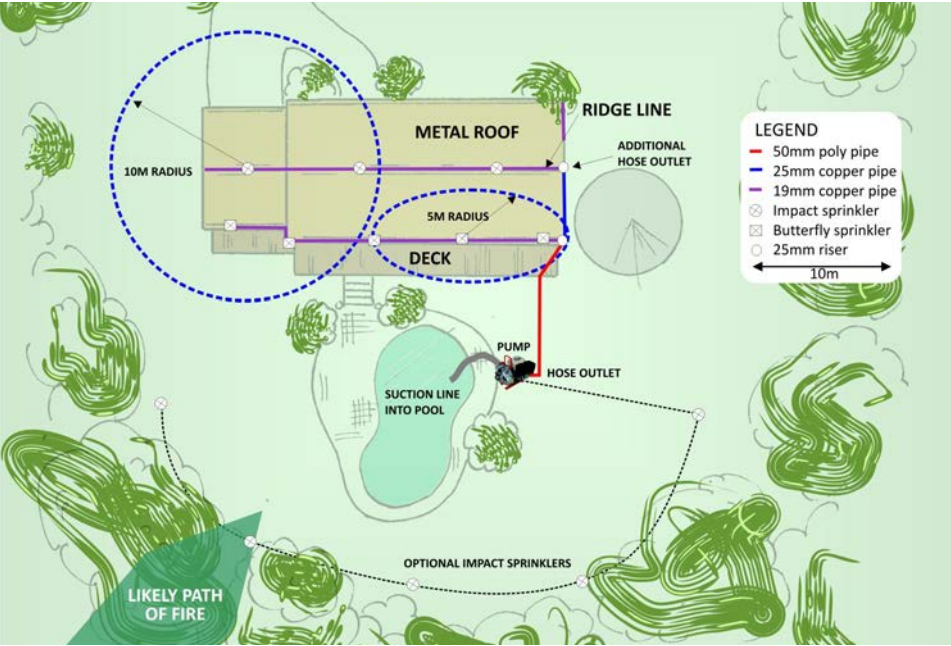 METAL ROOF
RIDGE LINE
ADDITIONAL
HOSE OUTLET
10M RADIUS
5M RADIUS
DECK
LEGEND
50mm poly pipe
25mm copper pipe
19mm copper pipe
Impact sprinkler
Butterfly sprinkler
25mm riser
10m
PUMP
HOSE OUTLET
SUCTION LINE
INTO POOL
OPTIONAL IMPACT SPRINKLERS
LIKELY PATH
OF FIRE